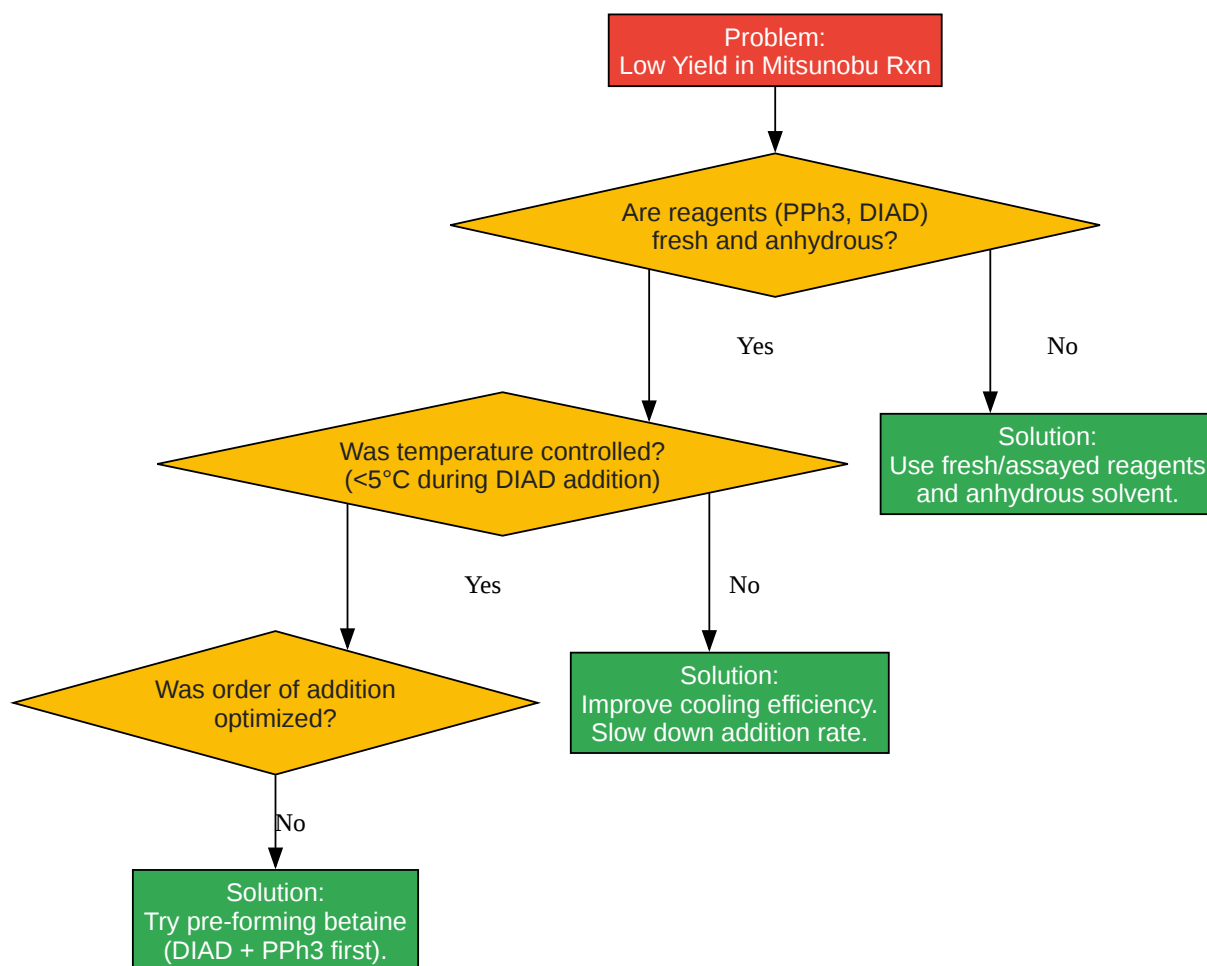 Problem:
Low Yield in Mitsunobu Rxn
Are reagents (PPh3, DIAD)
fresh and anhydrous?
Yes
No
Was temperature controlled?
(<5°C during DIAD addition)
Solution:
Use fresh/assayed reagents
and anhydrous solvent.
Yes
No
Was order of addition
optimized?
Solution:
Improve cooling efficiency.
Slow down addition rate.
No
Solution:
Try pre-forming betaine
(DIAD + PPh3 first).